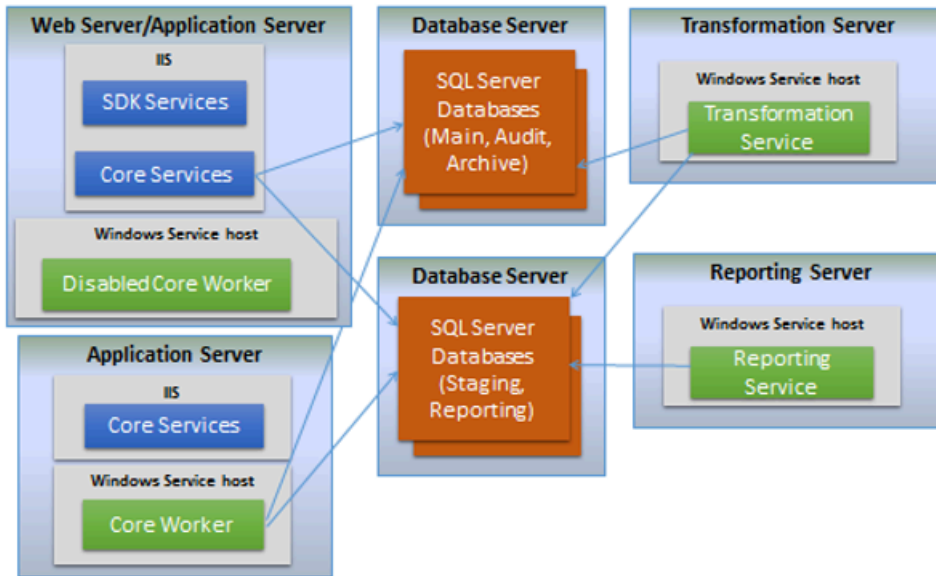 Web Server/Application Server
IIS
SDK Services
Core Services
Windows Service host
Disabled Core Worker
Application Server
IIS
Core Services
Windows Service host
Core Worker
Database Server
SQL Server
Databases
(Main, Audit,
Archive)
Database Server
SQL Server
Databases
(Staging,
Reporting)
Transformation Server
Windows Service host
Transformation
Service
Reporting Server
Windows Service host
Reporting
Service